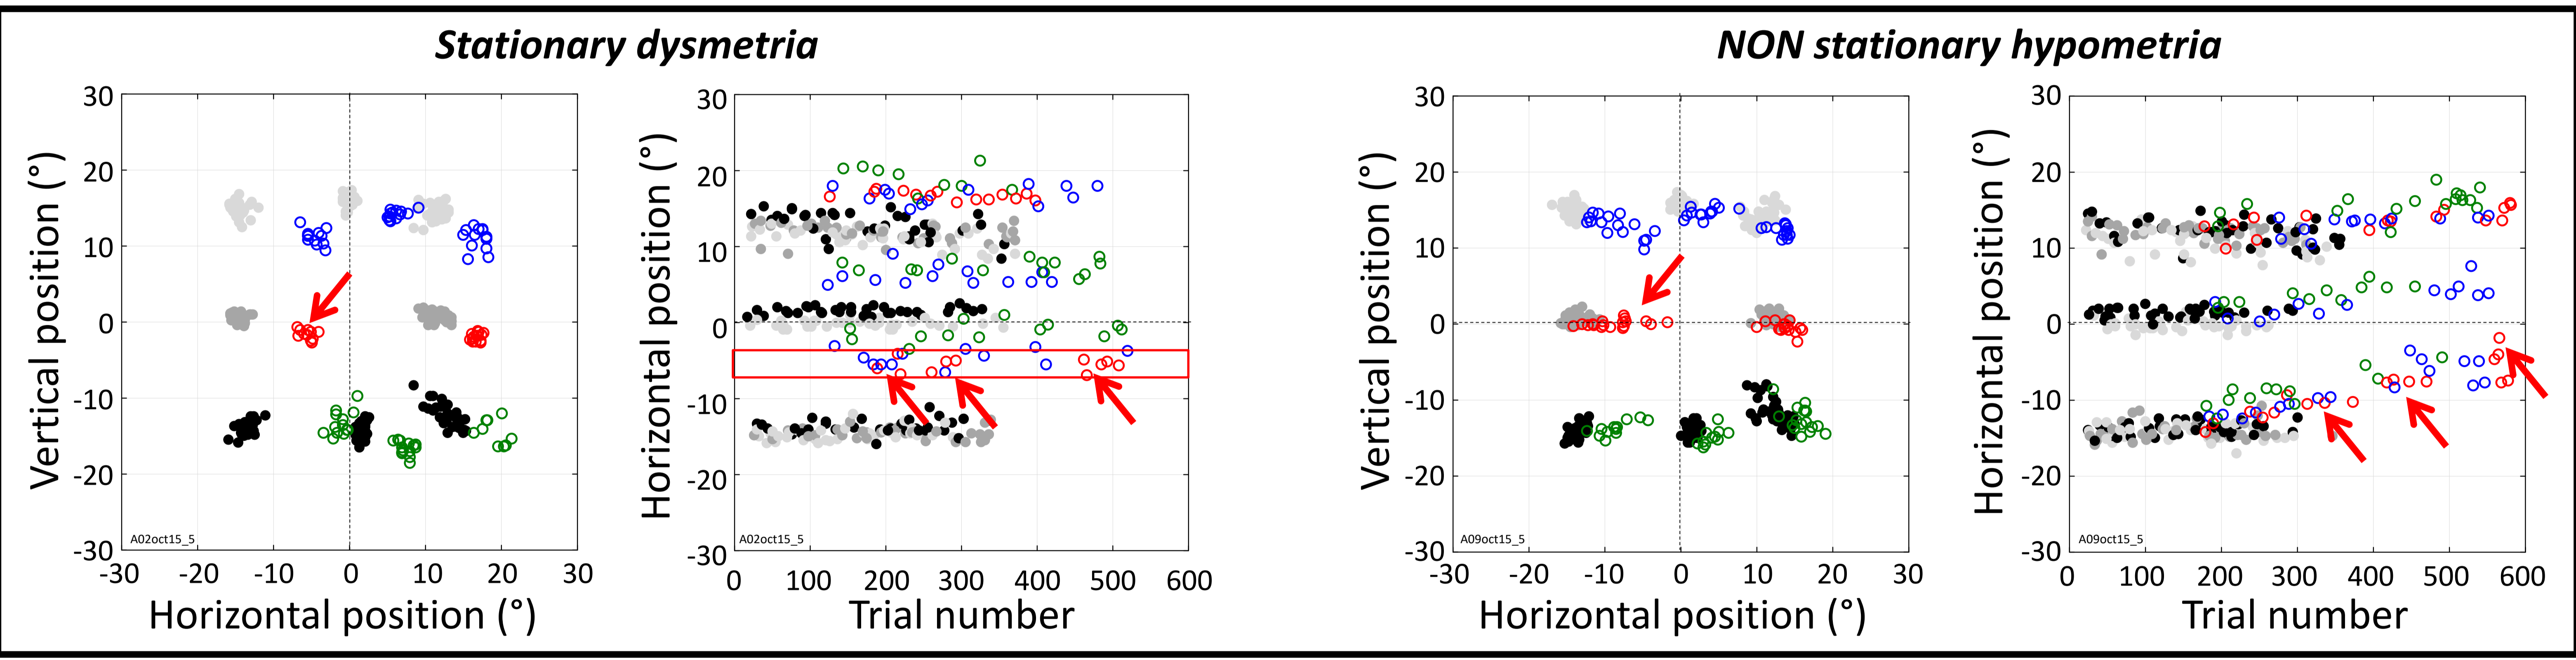 Stationary dysmetria
NON stationary hypometria
Vertical position (°)
30
20
10
0
-10
-20
-30
A02oct15_5
-30 -20 -10 0 10 20 30
Horizontal position (°)
Horizontal position (°)
30
20
10
0
-10
-20
-30
A02oct15_5
0 100 200 300 400 500 600
Trial number
Vertical position (°)
30
20
10
0
-10
-20
-30
A09oct15_5
-30 -20 -10 0 10 20 30
Horizontal position (°)
Horizontal position (°)
30
20
10
0
-10
-20
-30
A09oct15_5
0 100 200 300 400 500 600
Trial number